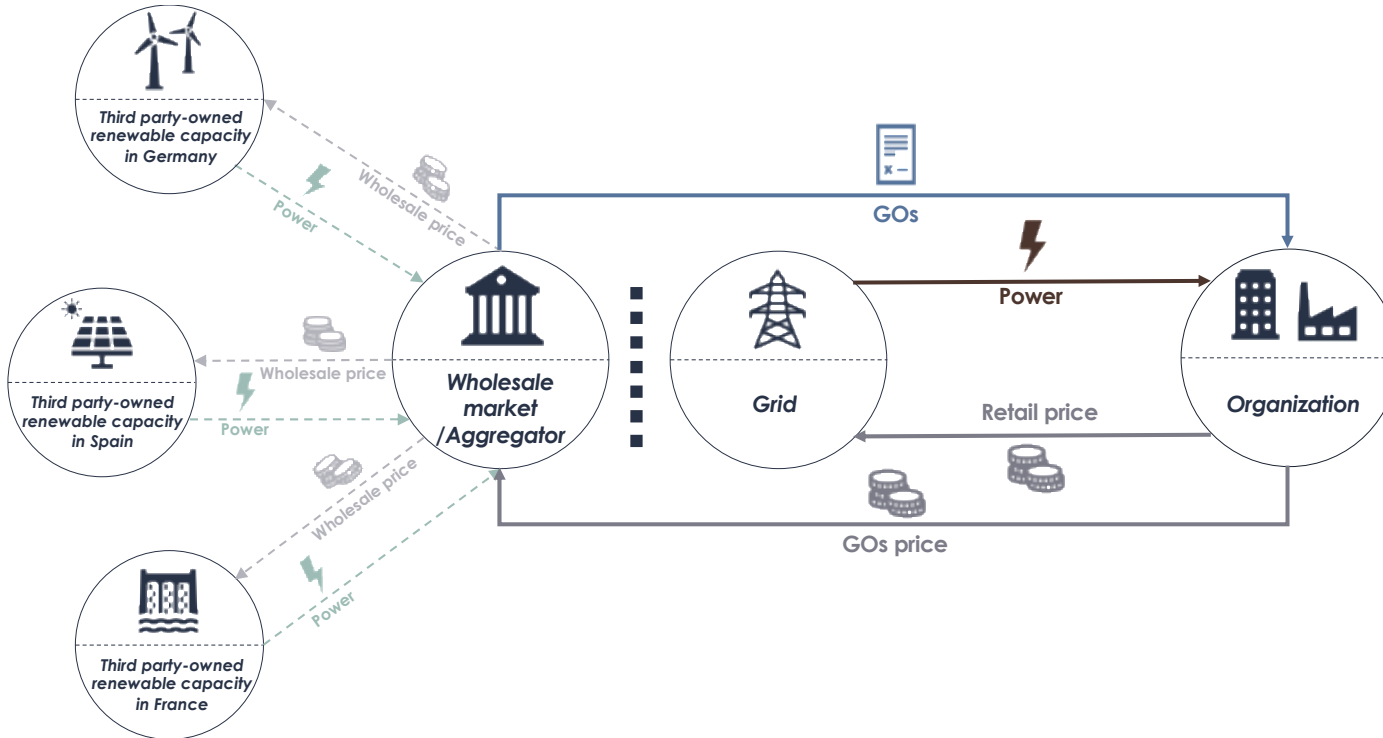 Third party-owned
renewable capacity
in Germany
Wholesale price
Power
GOs
Power
Third party-owned
renewable capacity
in Spain
Wholesale price
Power
Wholesale
market
/Aggregator
Grid
Organization
Retail price
Wholesale price
Power
GOs price
Third party-owned
renewable capacity
in France